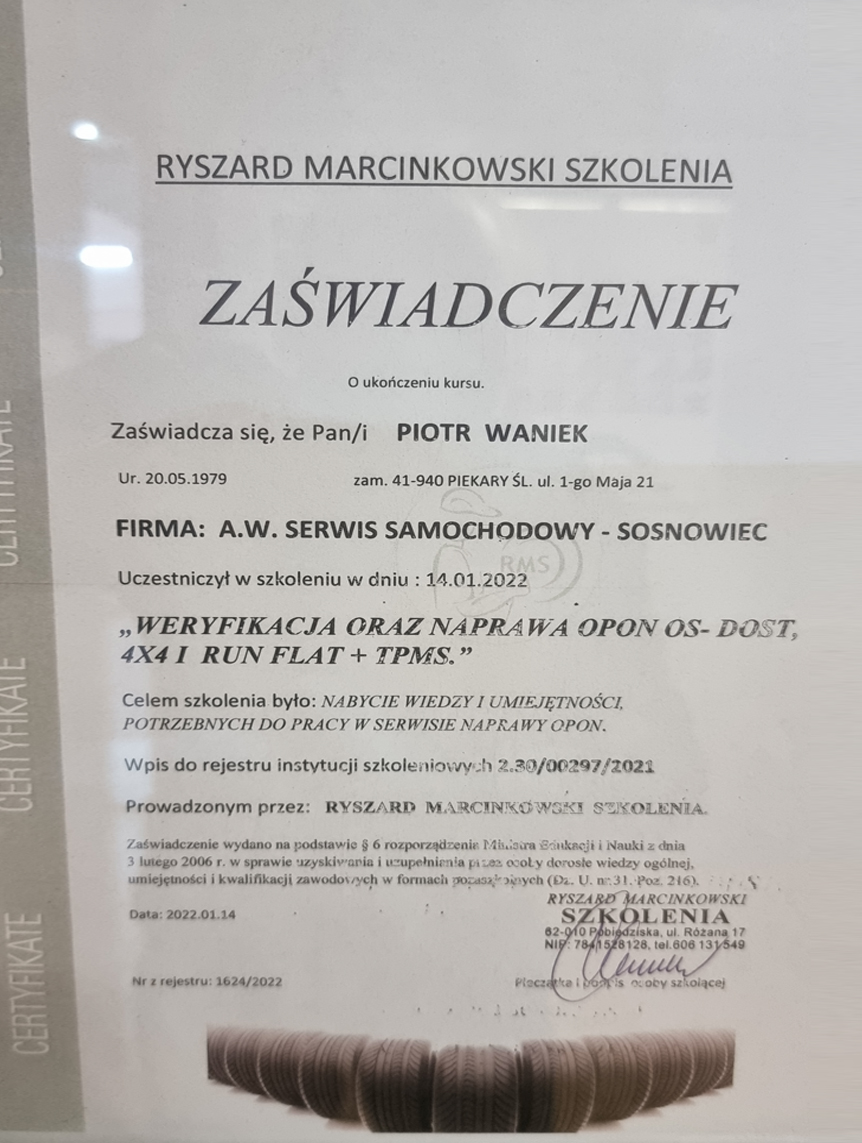 RYSZARD MARCINKOWSKI SZKOLENIA
ZAŚWIADCZENIE
O ukończeniu kursu.
Zaświadcza się, że Pan/i PIOTR WANIEK
Ur. 20.05.1979 zam. 41-940 PIEKARY ŚL. ul. 1-go Maja 21
FIRMA: A.W. SERWIS SAMOCHODOWY - SOSNOWIEC
RMS
Uczestniczył w szkoleniu w dniu : 14.01.2022
„WERYFIKACJA ORAZ NAPRAWA OPON OS- DOST,
4X4 I RUN FLAT + TPMS.”
Celem szkolenia było: NABYCIE WIEDZY I UMIEJĘTNOŚCI,
POTRZEBNYCH DO PRACY W SERWISIE NAPRAWY OPON.
Wpis do rejestru instytucji szkoleniowych 2.30/00297/2021
Prowadzonym przez: RYSZARD MARCINKOWSKI SZKOLENIA.
Zaświadczenie wydano na podstawie § 6 rozporządzenia Ministra Edukacji i Nauki z dnia
3 lutego 2006 r. w sprawie uzyskiwania i uzupełnienia przez osoby dorosłe wiedzy ogólnej,
umiejętności i kwalifikacji zawodowych w formach pozaszkolnych (Dz. U. nr 31. Poz. 216).
RYSZARD MARCINKOWSKI
SZKOLENIA
62-010 Pobiedziska, ul. Różana 17
NIP: 7841528128, tel. 606 131 549
Data: 2022.01.14
Nr z rejestru: 1624/2022
Pieczątka i podpis osoby szkolącej
CERTYFIKATE
CERTYFIKATE
CERTYFIKATE